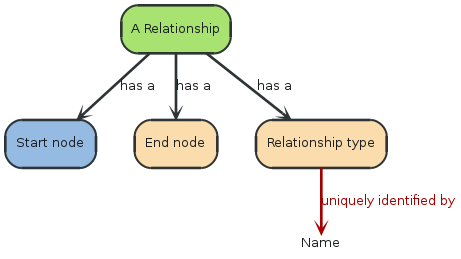 A Relationship
has a
has a
has a
Start node
End node
Relationship type
uniquely identified by
Name